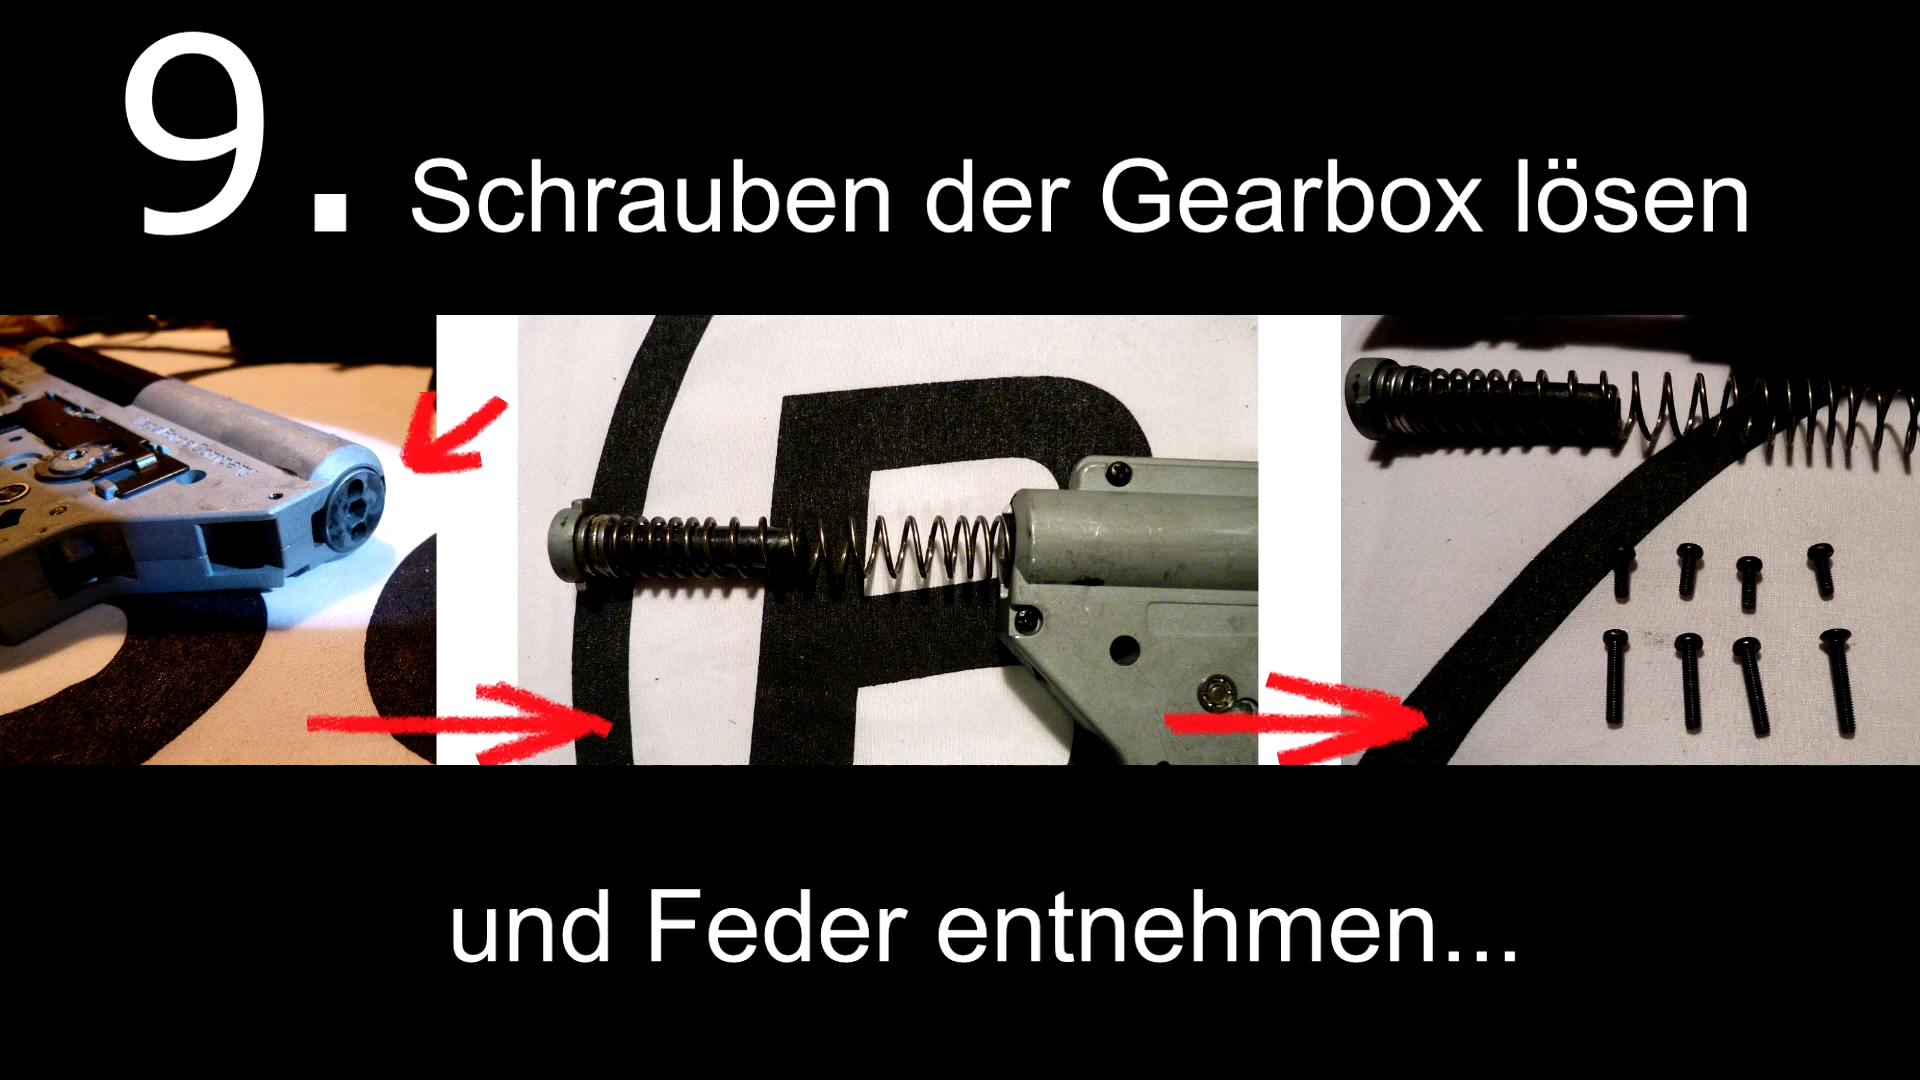 9. Schrauben der Gearbox lösen
und Feder entnehmen...